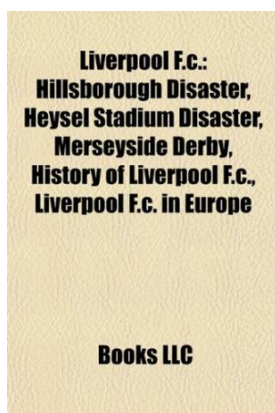 Liverpool F.c.:
Hillsborough Disaster,
Heysel Stadium Disaster,
Merseyside Derby,
History of Liverpool F.c.,
Liverpool F.c. in Europe
Books LLC